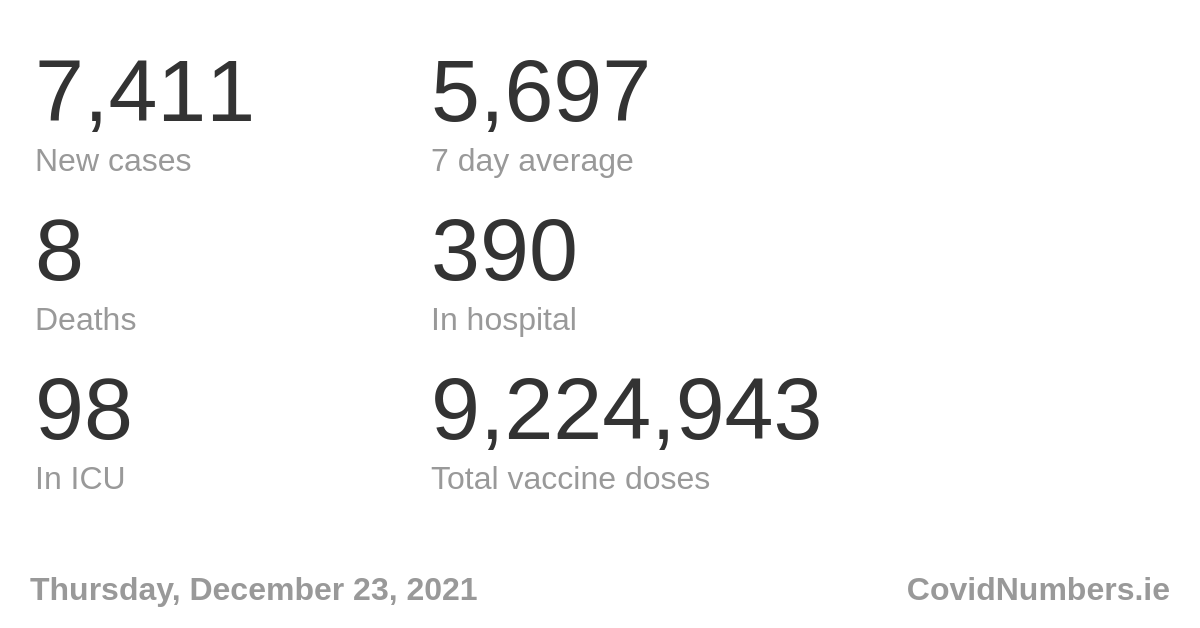 7,411
New cases
5,697
7 day average
8
Deaths
390
In hospital
98
In ICU
9,224,943
Total vaccine doses
Thursday, December 23, 2021
CovidNumbers.ie